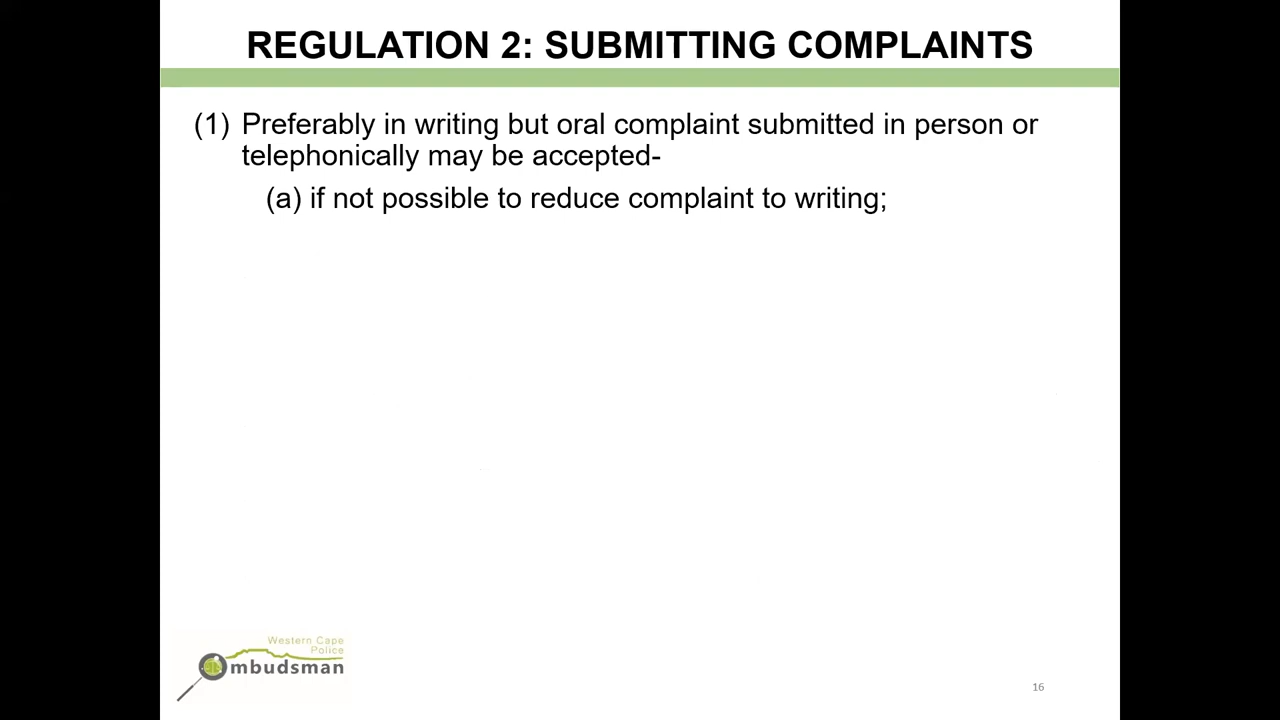 REGULATION 2: SUBMITTING COMPLAINTS
(1) Preferably in writing but oral complaint submitted in person or
telephonically may be accepted-
(a) if not possible to reduce complaint to writing;
Western Cape
Police
Ombudsman
16